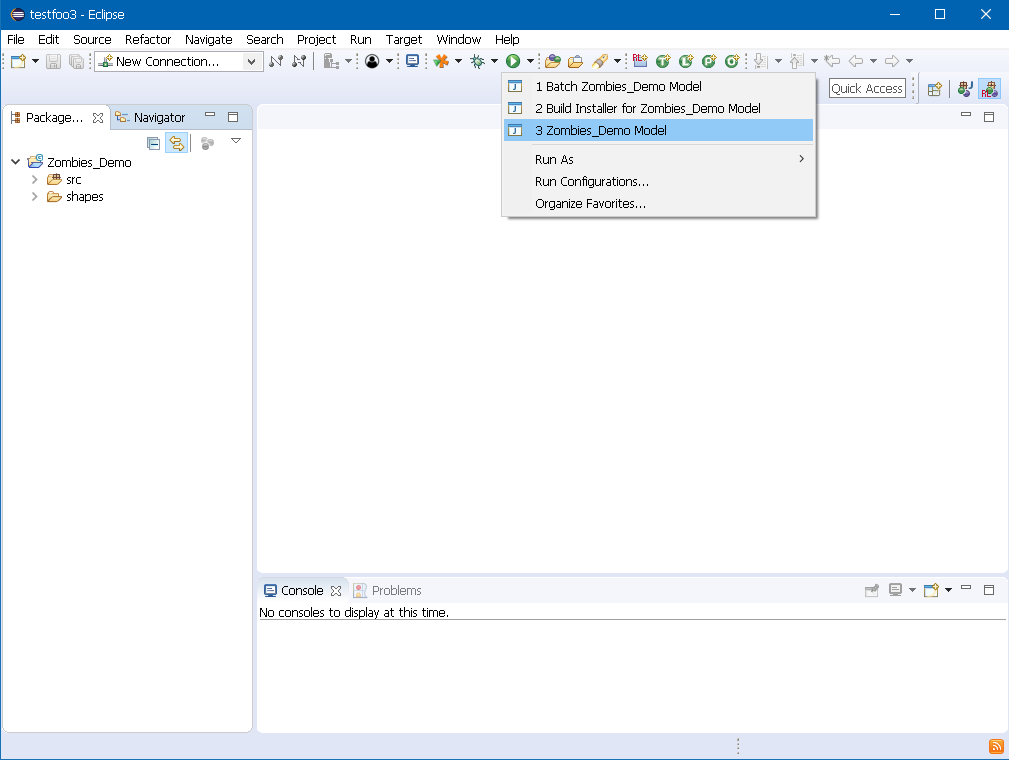 testfoo3 - Eclipse
File Edit Source Refactor Navigate Search Project Run Target Window Help
New Connection...
1 Batch Zombies_Demo Model
2 Build Installer for Zombies_Demo Model
3 Zombies_Demo Model
Run As
Run Configurations...
Organize Favorites...
Quick Access
Package... Navigator
Zombies_Demo
src
shapes
Console Problems
No consoles to display at this time.